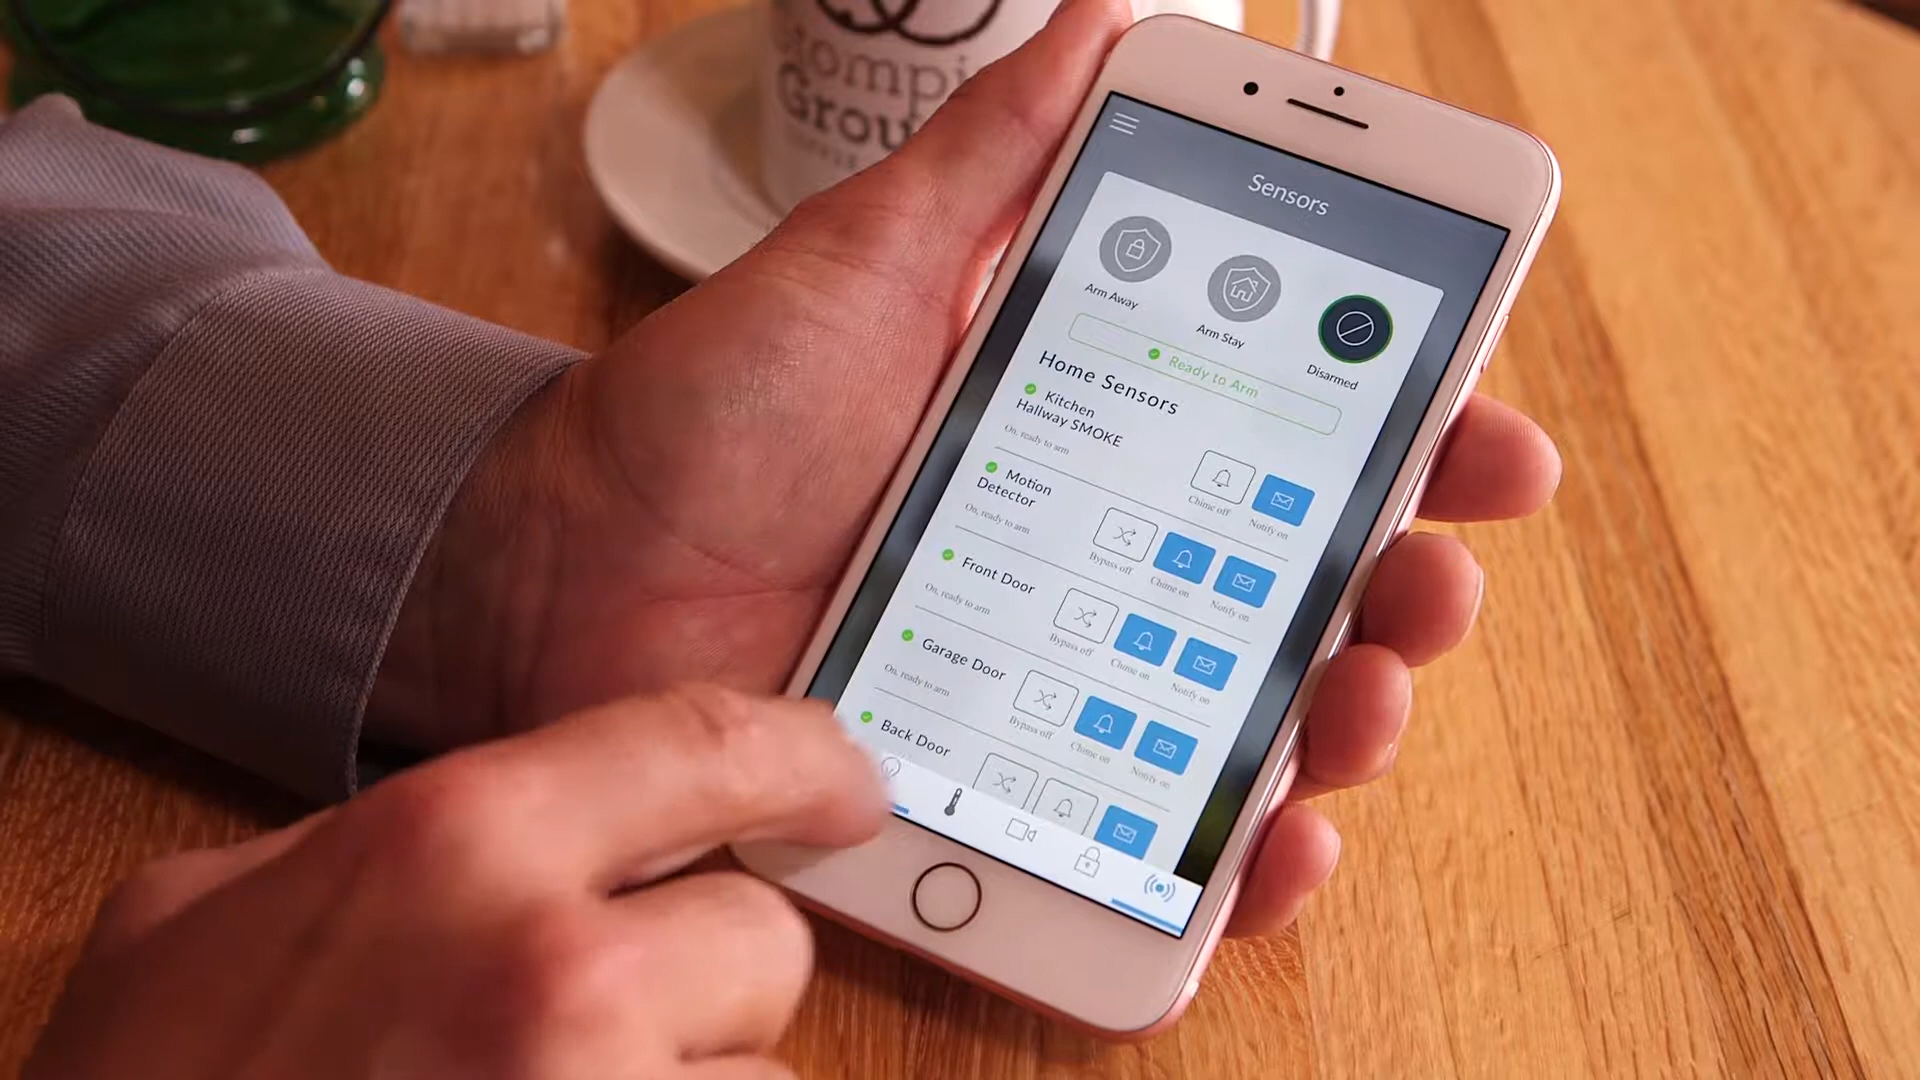 tompi
Grou
Sensors
Arm Away
Arm Stay
Disarmed
Ready to Arm
Home Sensors
Kitchen
Hallway SMOKE
On, ready to arm
Chime off
Notify on
Motion
Detector
On, ready to arm
Bypass off
Chime on
Notify on
Front Door
On, ready to arm
Bypass off
Chime on
Notify on
Garage Door
On, ready to arm
Bypass off
Chime on
Notify on
Back Door